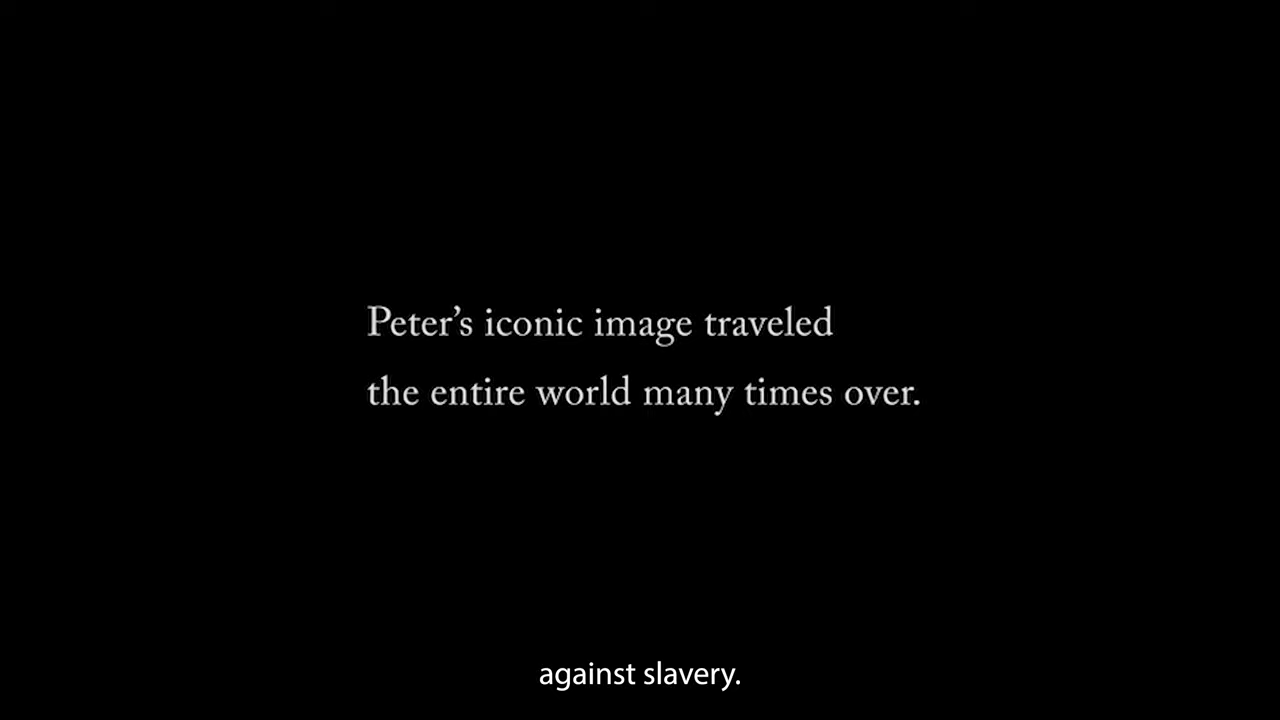 Peter’s iconic image traveled
the entire world many times over.
against slavery.